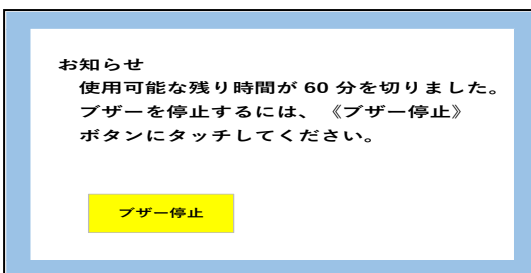 お知らせ
使用可能な残り時間が 60 分を切りました。
ブザーを停止するには、《ブザー停止》
ボタンにタッチしてください。
ブザー停止